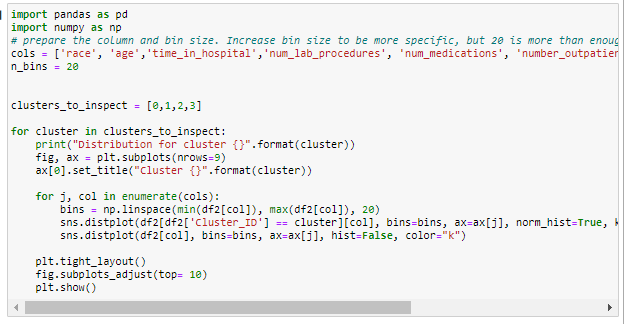 import pandas as pd
import numpy as np
# prepare the column and bin size. Increase bin size to be more specific, but 20 is more than
cols = ['race', 'age','time_in_hospital','num_lab_procedures', 'num_medications',
n_bins = 20
clusters_to_inspect = [0,1,2,3]
for cluster in clusters_to_inspect:
    print("Distribution for cluster {}".format(cluster))
    fig, ax = plt.subplots(nrows=9)
    ax[0].set_title("Cluster {}".format(cluster))
    for j, col in enumerate(cols):
        bins = np.linspace(min(df2[col]), max(df2[col]), 20)
        sns.distplot(df2[df2['Cluster_ID'] == cluster][col], bins=bins, ax=ax[j], norm_hist=True,
        sns.distplot(df2[col], bins=bins, ax=ax[j], hist=False, color="k")
    plt.tight_layout()
    fig.subplots_adjust(top= 10)
    plt.show()